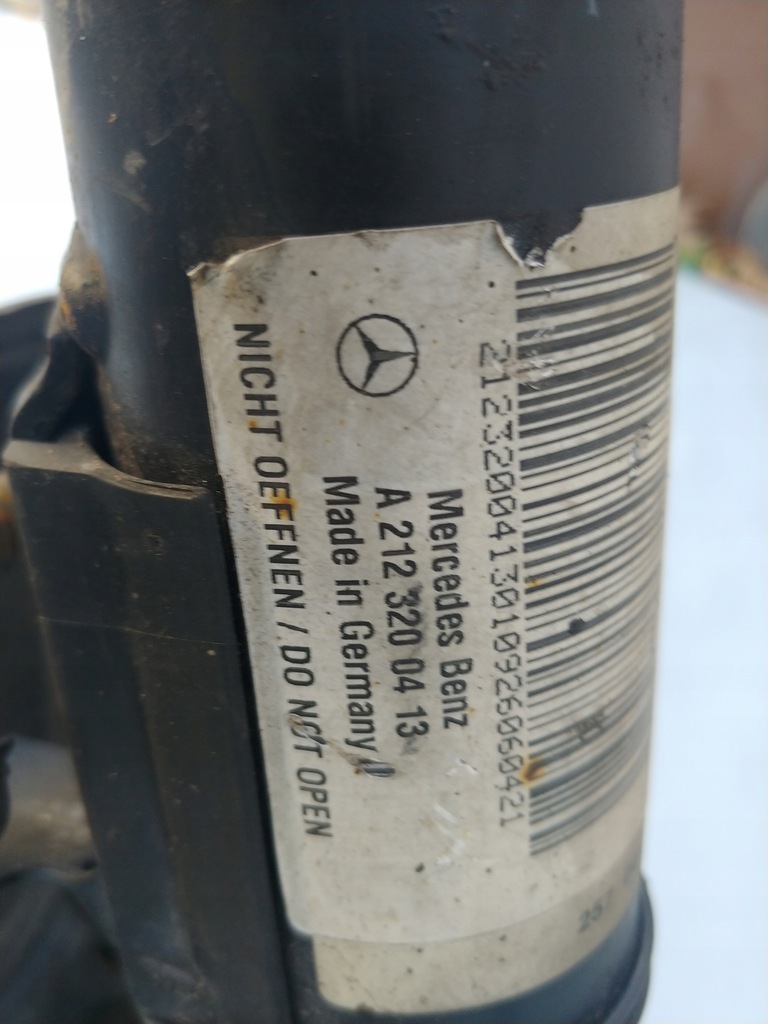 2123200413010926060421
Mercedes Benz
A 212 320 04 13
Made in Germany
NICHT OEFFNEN / DO NOT OPEN